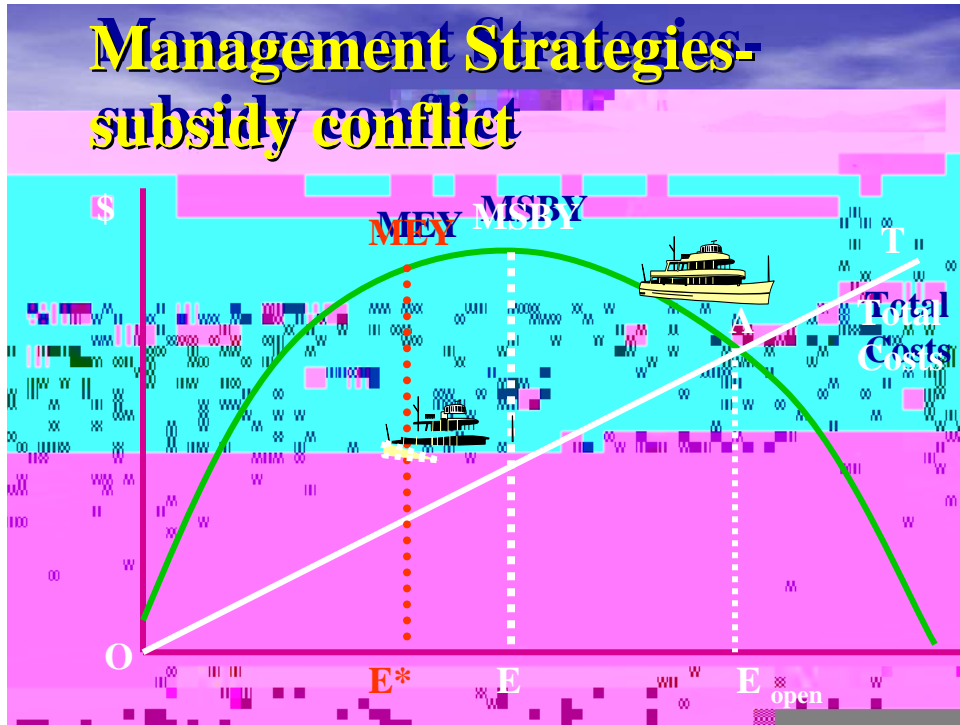 Management Strategies-
subsidy conflict
$
MEY
MSBY
T
A
Total
Costs
O
E*
E
E open